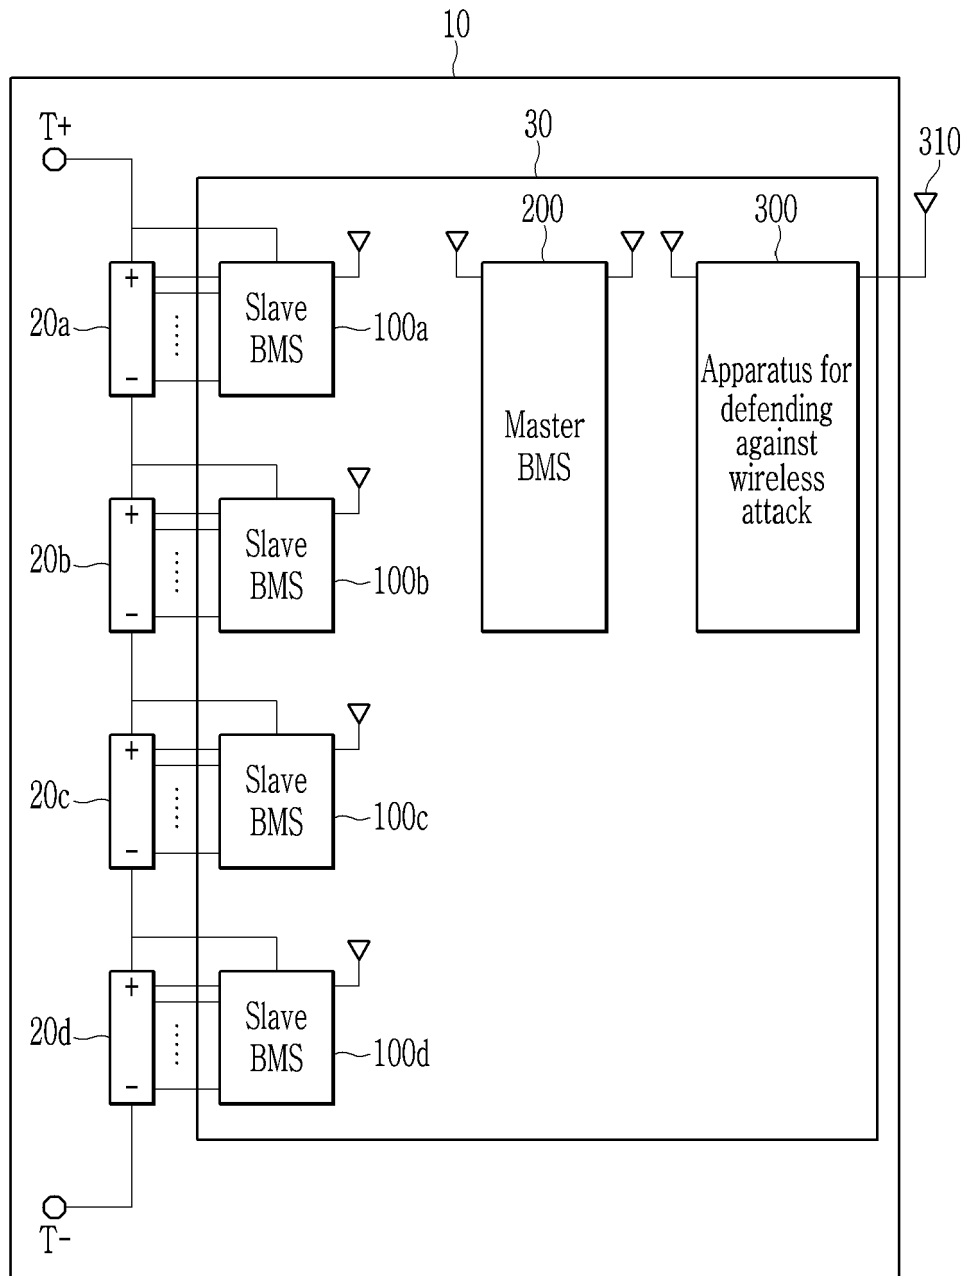 10
T+
30
310
200
300
+
20a
-
Slave
BMS
100a
Master
BMS
Apparatus for
defending
against
wireless
attack
+
20b
-
Slave
BMS
100b
+
20c
-
Slave
BMS
100c
+
20d
-
Slave
BMS
100d
T-